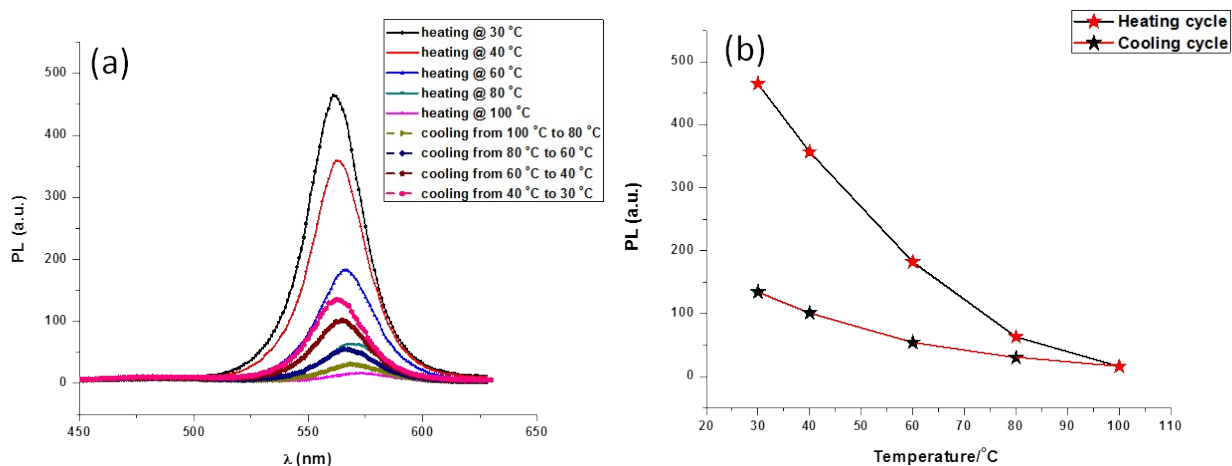 (a)
heating @ 30 °C
heating @ 40 °C
heating @ 60 °C
heating @ 80 °C
heating @ 100 °C
cooling from 100 °C to 80 °C
cooling from 80 °C to 60 °C
cooling from 60 °C to 40 °C
cooling from 40 °C to 30 °C
PL (a.u.)
500
400
300
200
100
0
450
500
550
600
650
λ (nm)
(b)
Heating cycle
Cooling cycle
PL (a.u.)
500
400
300
200
100
0
20
30
40
50
60
70
80
90
100
110
Temperature/°C